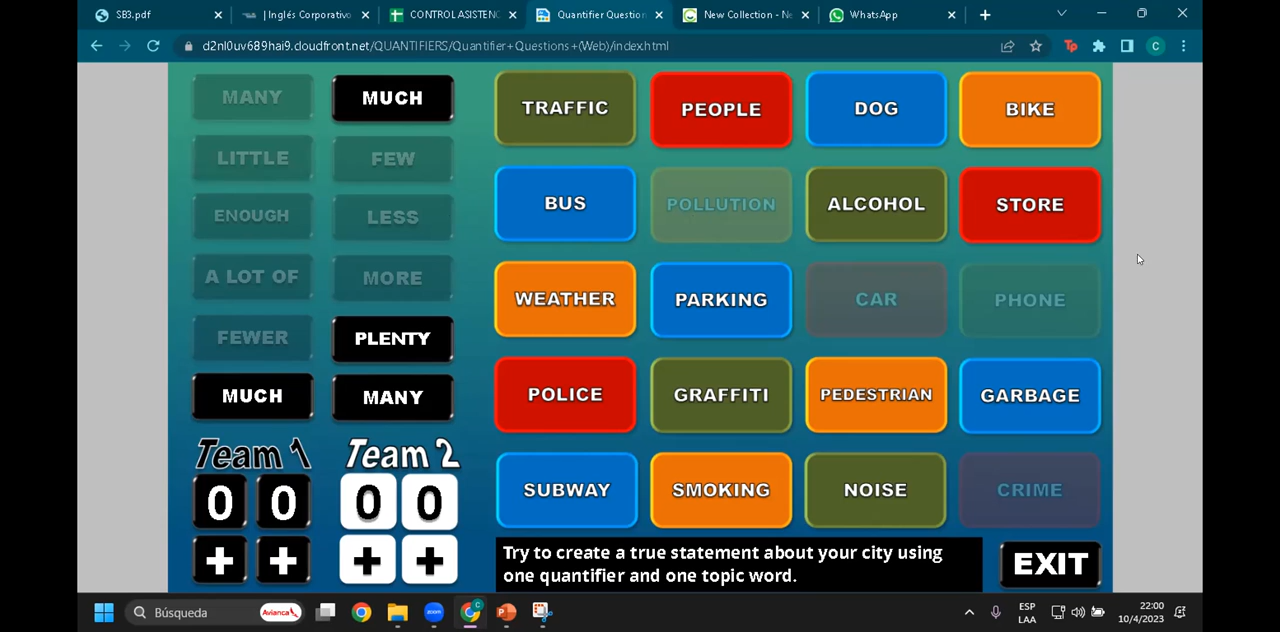 SB3.pdf
| Inglés Corporativo
CONTROL ASISTENC
Quantifier Question
New Collection - Ne
WhatsApp
d2nl0uv689hai9.cloudfront.net/QUANTIFIERS/Quantifier+Questions+(Web)/index.html
MANY MUCH
LITTLE FEW
ENOUGH LESS
A LOT OF MORE
FEWER PLENTY
MUCH MANY
Team 1 Team 2
0 0 0 0
+ + + +
TRAFFIC PEOPLE DOG BIKE
BUS POLLUTION ALCOHOL STORE
WEATHER PARKING CAR PHONE
POLICE GRAFFITI PEDESTRIAN GARBAGE
SUBWAY SMOKING NOISE CRIME
Try to create a true statement about your city using
one quantifier and one topic word.
EXIT
Búsqueda
Avianca
ESP
LAA
22:00
10/4/2023